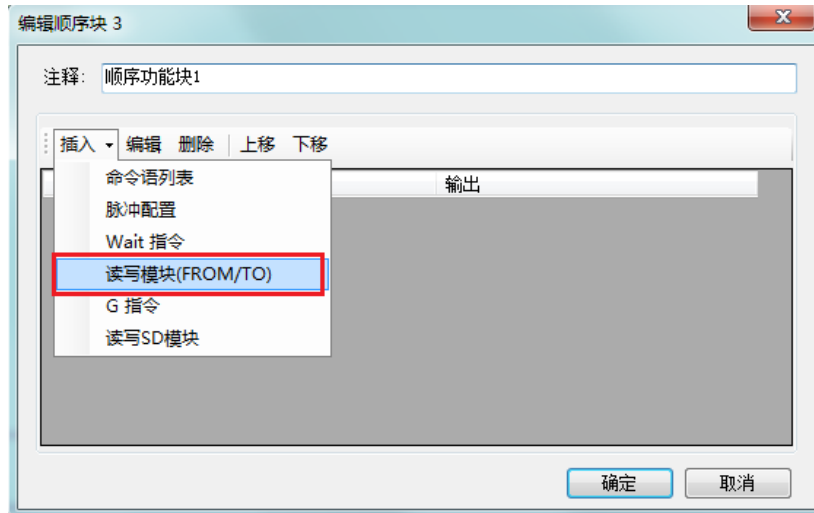 编辑顺序块 3
注释: 顺序功能块1
插入 编辑 删除 上移 下移
输出
命令语列表
脉冲配置
Wait 指令
读写模块(FROM/TO)
G 指令
读写SD模块
确定 取消